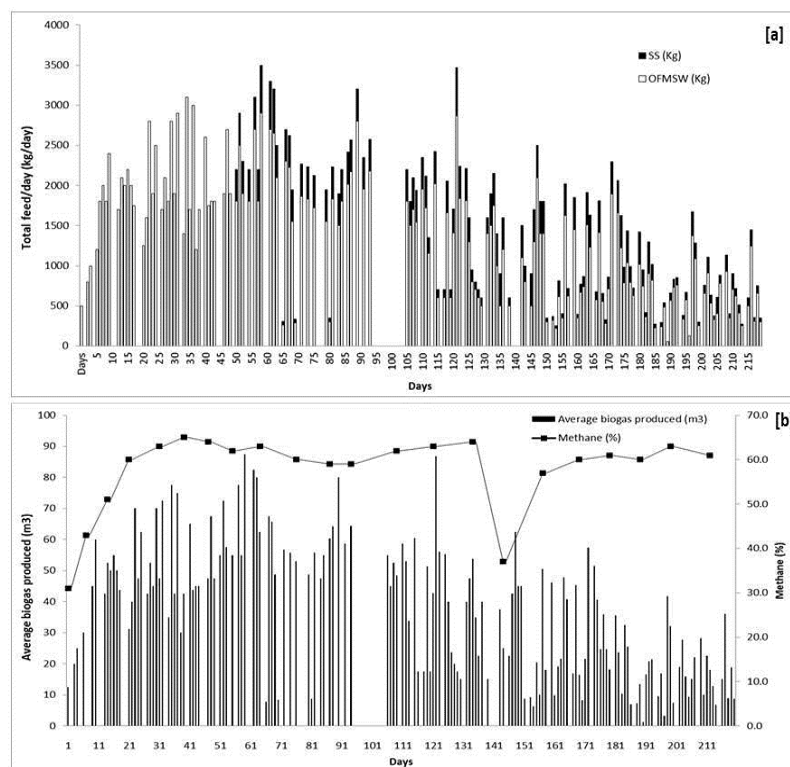 [a]
4000
3500
3000
2500
2000
1500
1000
500
0
Total feed/day (kg/day)
SS (Kg)
OFMSW (Kg)
Days 5 10 15 20 25 30 35 40 45 50 55 60 65 70 75 80 85 90 95 100 105 110 115 120 125 130 135 140 145 150 155 160 165 170 175 180 185 190 195 200 205 210 215
Days
[b]
100
90
80
70
60
50
40
30
20
10
0
Average biogas produced (m3)
Average biogas produced (m3)
Methane (%)
70.0
60.0
50.0
40.0
30.0
20.0
10.0
0.0
Methane (%)
1 11 21 31 41 51 61 71 81 91 101 111 121 131 141 151 161 171 181 191 201 211
Days